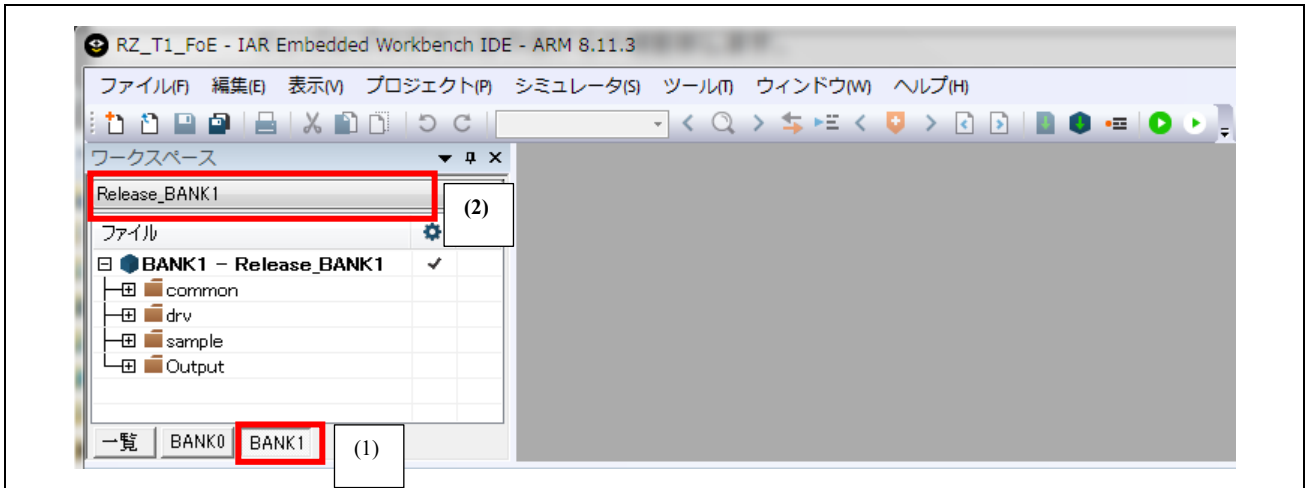 RZ_T1_FoE - IAR Embedded Workbench IDE - ARM 8.11.3
ファイル(F) 編集(E) 表示(V) プロジェクト(P) シミュレータ(S) ツール(T) ウィンドウ(W) ヘルプ(H)
ワークスペース
Release_BANK1
(2)
ファイル
BANK1 - Release_BANK1
common
drv
sample
Output
一覧 BANK0 BANK1
(1)